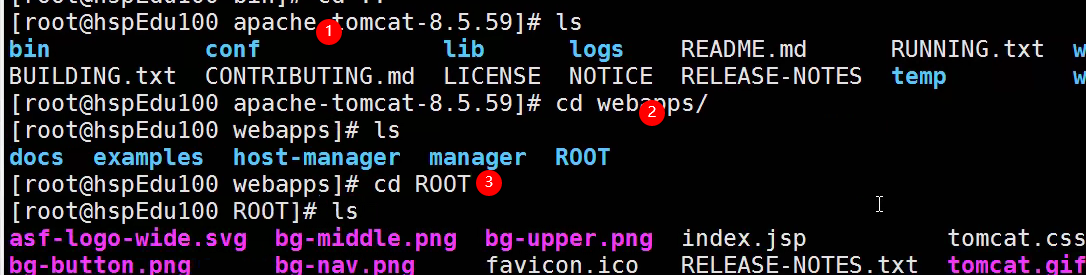 [root@hspEdu100 bin]# cd ..
[root@hspEdu100 apache-tomcat-8.5.59]# ls
1
bin conf lib logs README.md RUNNING.txt w
BUILDING.txt CONTRIBUTING.md LICENSE NOTICE RELEASE-NOTES temp w
[root@hspEdu100 apache-tomcat-8.5.59]# cd webapps/
2
[root@hspEdu100 webapps]# ls
docs examples host-manager manager ROOT
[root@hspEdu100 webapps]# cd ROOT 3
[root@hspEdu100 ROOT]# ls
asf-logo-wide.svg bg-middle.png bg-upper.png index.jsp tomcat.css
bg-button.png bg-nav.png favicon.ico RELEASE-NOTES.txt tomcat.gif